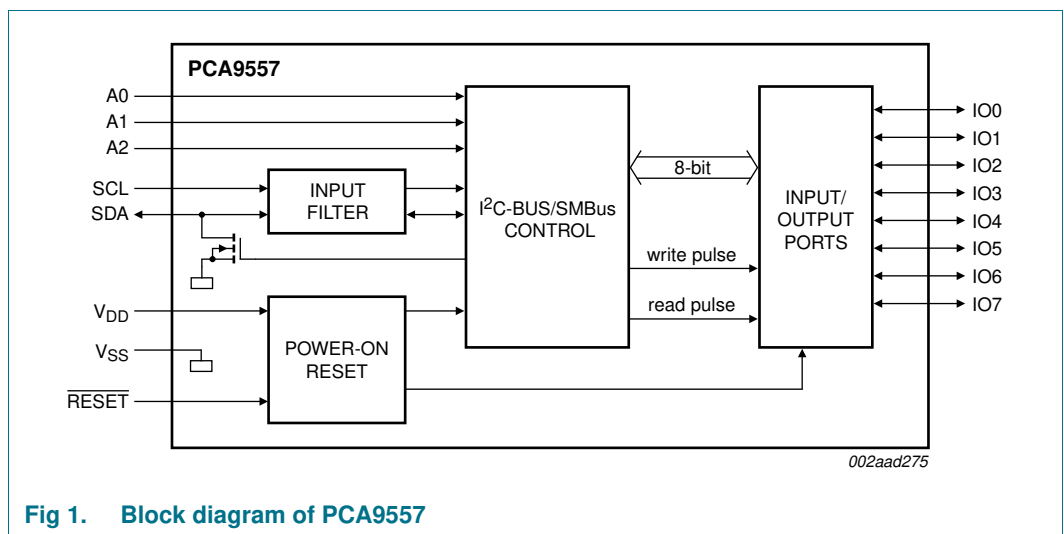 PCA9557
A0
A1
A2
SCL
SDA
INPUT
FILTER
I²C-BUS/SMBus
CONTROL
8-bit
write pulse
read pulse
INPUT/
OUTPUT
PORTS
IO0
IO1
IO2
IO3
IO4
IO5
IO6
IO7
VDD
VSS
RESET
POWER-ON
RESET
002aad275
Fig 1. Block diagram of PCA9557